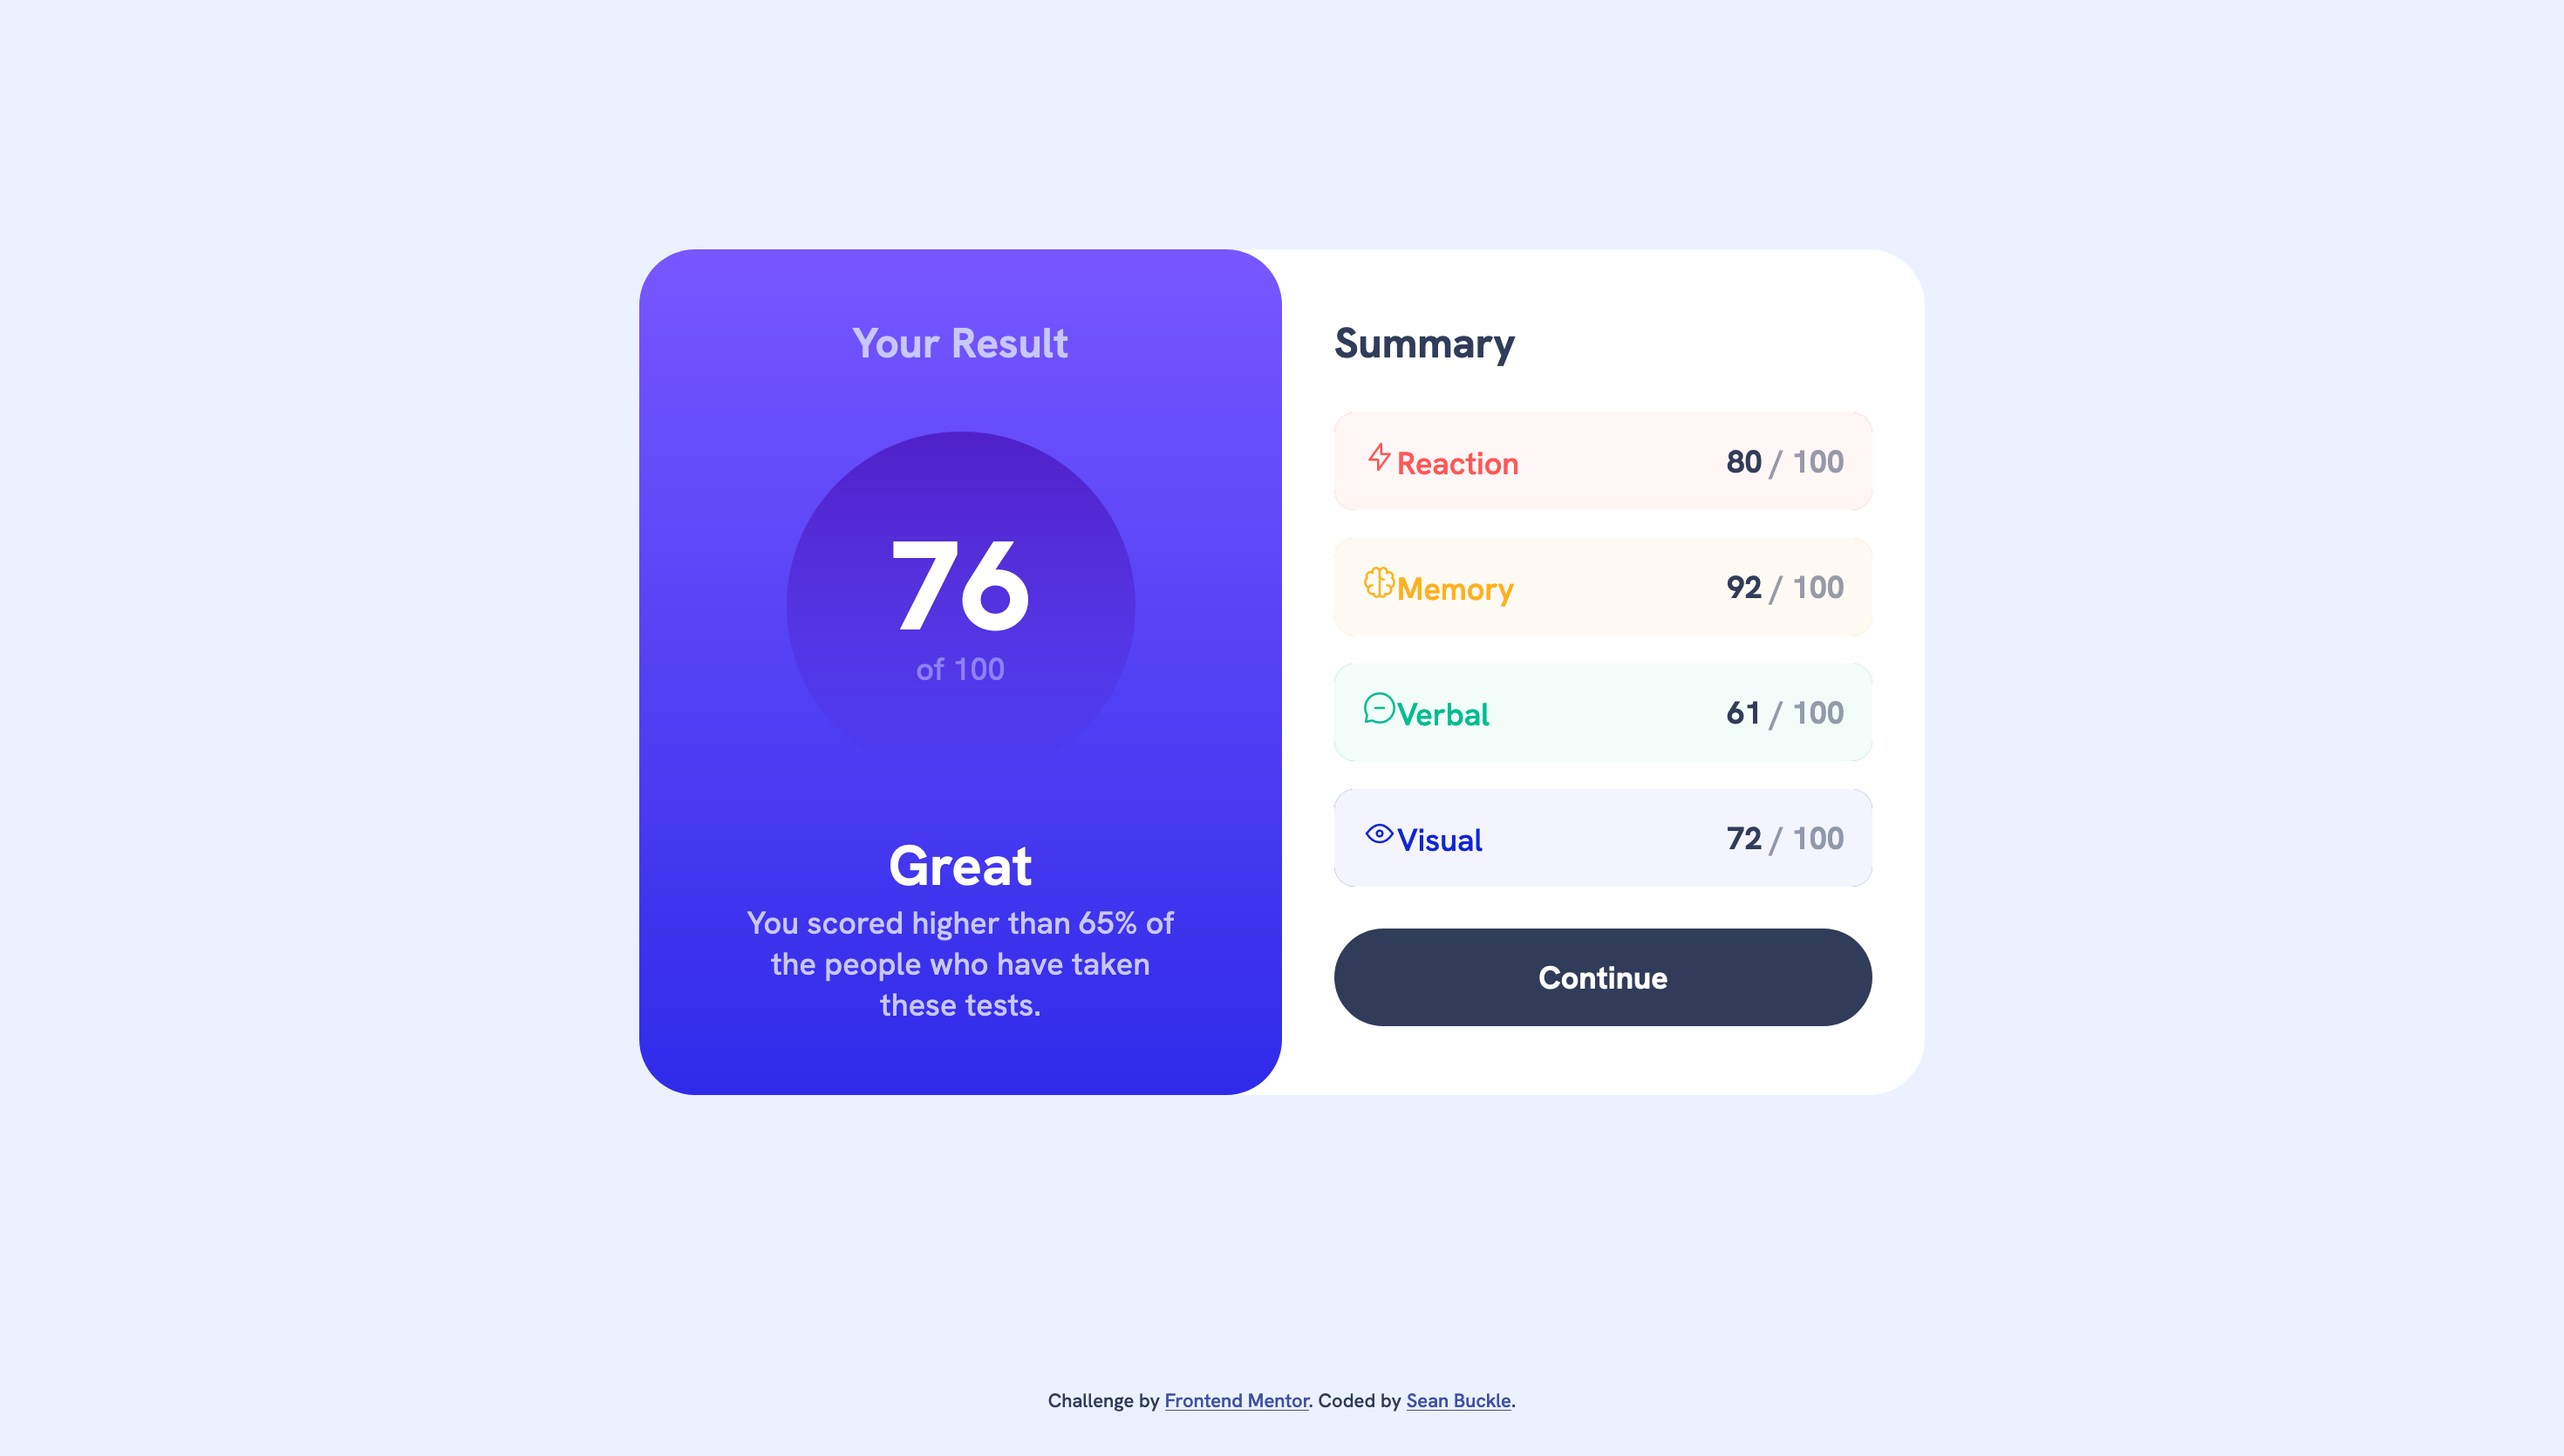 Your Result
76
of 100
Great
You scored higher than 65% of
the people who have taken
these tests.
Summary
Reaction 80 / 100
Memory 92 / 100
Verbal 61 / 100
Visual 72 / 100
Continue
Challenge by Frontend Mentor. Coded by Sean Buckle.